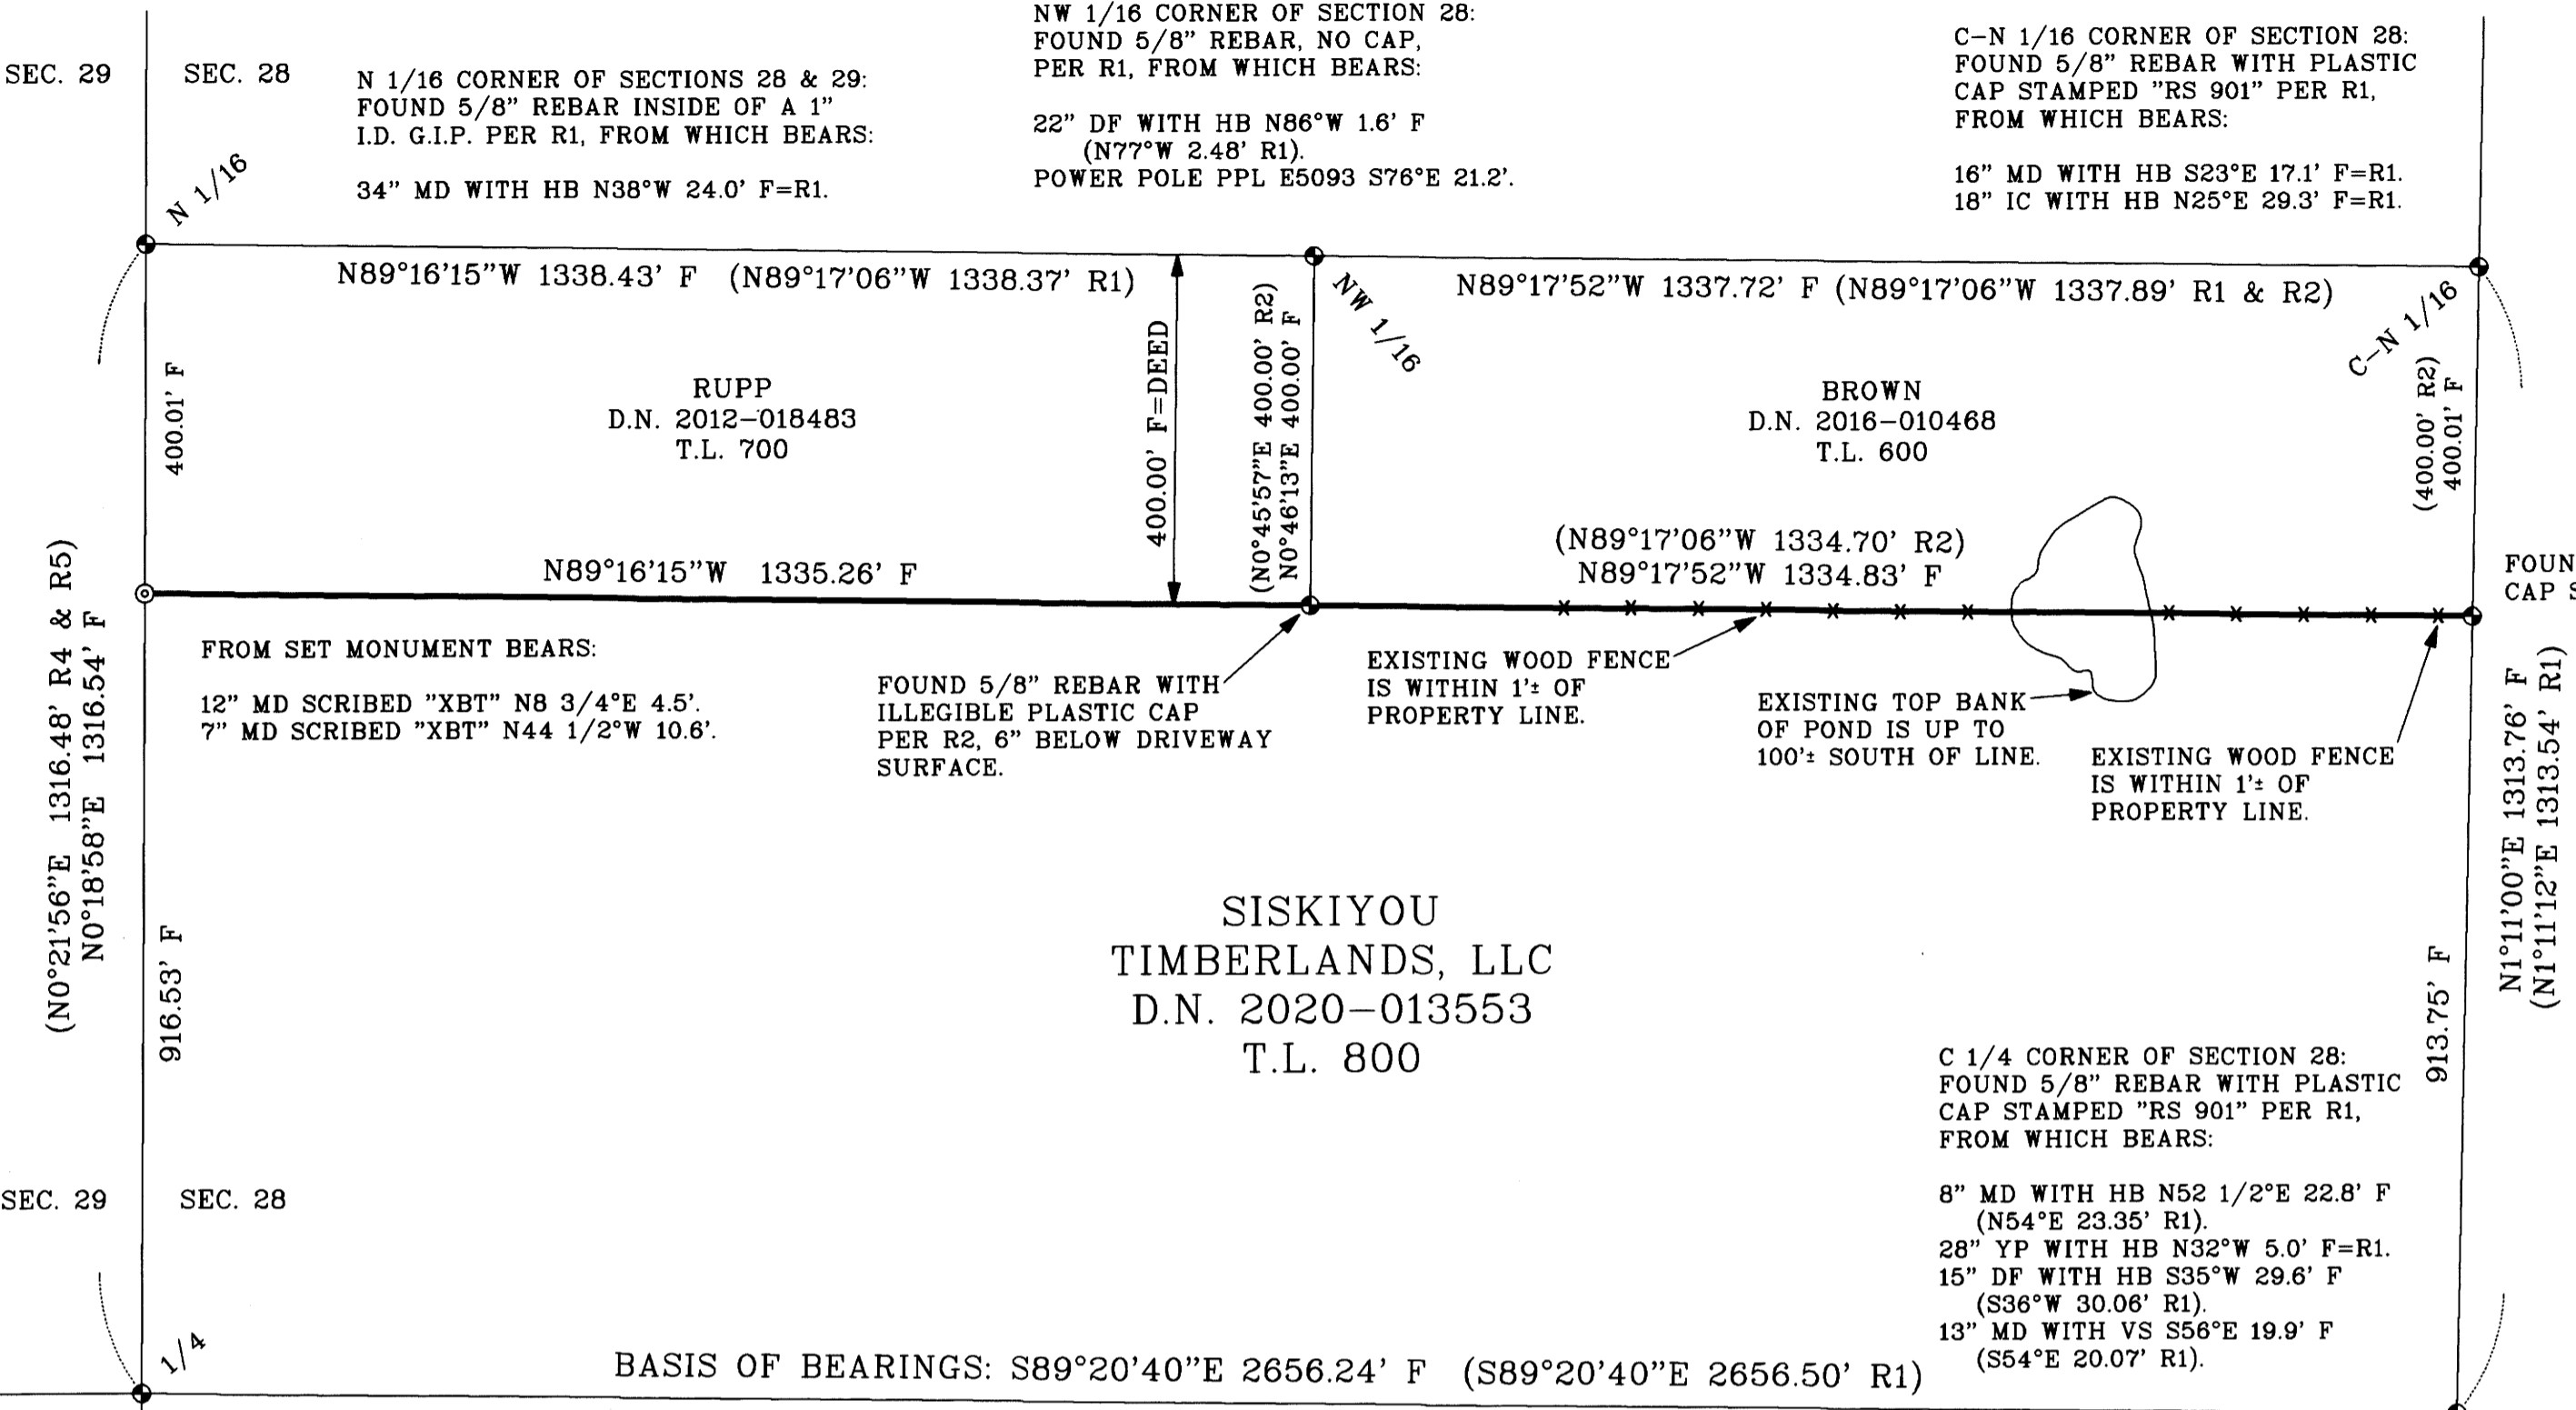 SEC. 29
SEC. 28
N 1/16 CORNER OF SECTIONS 28 & 29:
FOUND 5/8" REBAR INSIDE OF A 1"
I.D. G.I.P. PER R1, FROM WHICH BEARS:
34" MD WITH HB N38°W 24.0' F=R1.
NW 1/16 CORNER OF SECTION 28:
FOUND 5/8" REBAR, NO CAP,
PER R1, FROM WHICH BEARS:
22" DF WITH HB N86°W 1.6' F
(N77°W 2.48' R1).
POWER POLE PPL E5093 S76°E 21.2'.
C-N 1/16 CORNER OF SECTION 28:
FOUND 5/8" REBAR WITH PLASTIC
CAP STAMPED "RS 901" PER R1,
FROM WHICH BEARS:
16" MD WITH HB S23°E 17.1' F=R1.
18" IC WITH HB N25°E 29.3' F=R1.
N 1/16
N89°16'15"W 1338.43' F (N89°17'06"W 1338.37' R1)
NW 1/16
N89°17'52"W 1337.72' F (N89°17'06"W 1337.89' R1 & R2)
C-N 1/16
400.01' F
RUPP
D.N. 2012-018483
T.L. 700
400.00' F=DEED
(N0°45'57"E 400.00' R2)
N0°46'13"E 400.00' F
BROWN
D.N. 2016-010468
T.L. 600
(400.00' R2)
400.01' F
N89°16'15"W 1335.26' F
(N89°17'06"W 1334.70' R2)
N89°17'52"W 1334.83' F
FOUN
CAP S
(N0°21'56"E 1316.48' R4 & R5)
N0°18'58"E 1316.54' F
FROM SET MONUMENT BEARS:
12" MD SCRIBED "XBT" N8 3/4°E 4.5'.
7" MD SCRIBED "XBT" N44 1/2°W 10.6'.
FOUND 5/8" REBAR WITH
ILLEGIBLE PLASTIC CAP
PER R2, 6" BELOW DRIVEWAY
SURFACE.
EXISTING WOOD FENCE
IS WITHIN 1'± OF
PROPERTY LINE.
EXISTING TOP BANK
OF POND IS UP TO
100'± SOUTH OF LINE.
EXISTING WOOD FENCE
IS WITHIN 1'± OF
PROPERTY LINE.
N1°11'00"E 1313.76' F
(N1°11'12"E 1313.54' R1)
916.53' F
SISKIYOU
TIMBERLANDS, LLC
D.N. 2020-013553
T.L. 800
913.75' F
C 1/4 CORNER OF SECTION 28:
FOUND 5/8" REBAR WITH PLASTIC
CAP STAMPED "RS 901" PER R1,
FROM WHICH BEARS:
8" MD WITH HB N52 1/2°E 22.8' F
(N54°E 23.35' R1).
28" YP WITH HB N32°W 5.0' F=R1.
15" DF WITH HB S35°W 29.6' F
(S36°W 30.06' R1).
13" MD WITH VS S56°E 19.9' F
(S54°E 20.07' R1).
SEC. 29
SEC. 28
1/4
BASIS OF BEARINGS: S89°20'40"E 2656.24' F (S89°20'40"E 2656.50' R1)